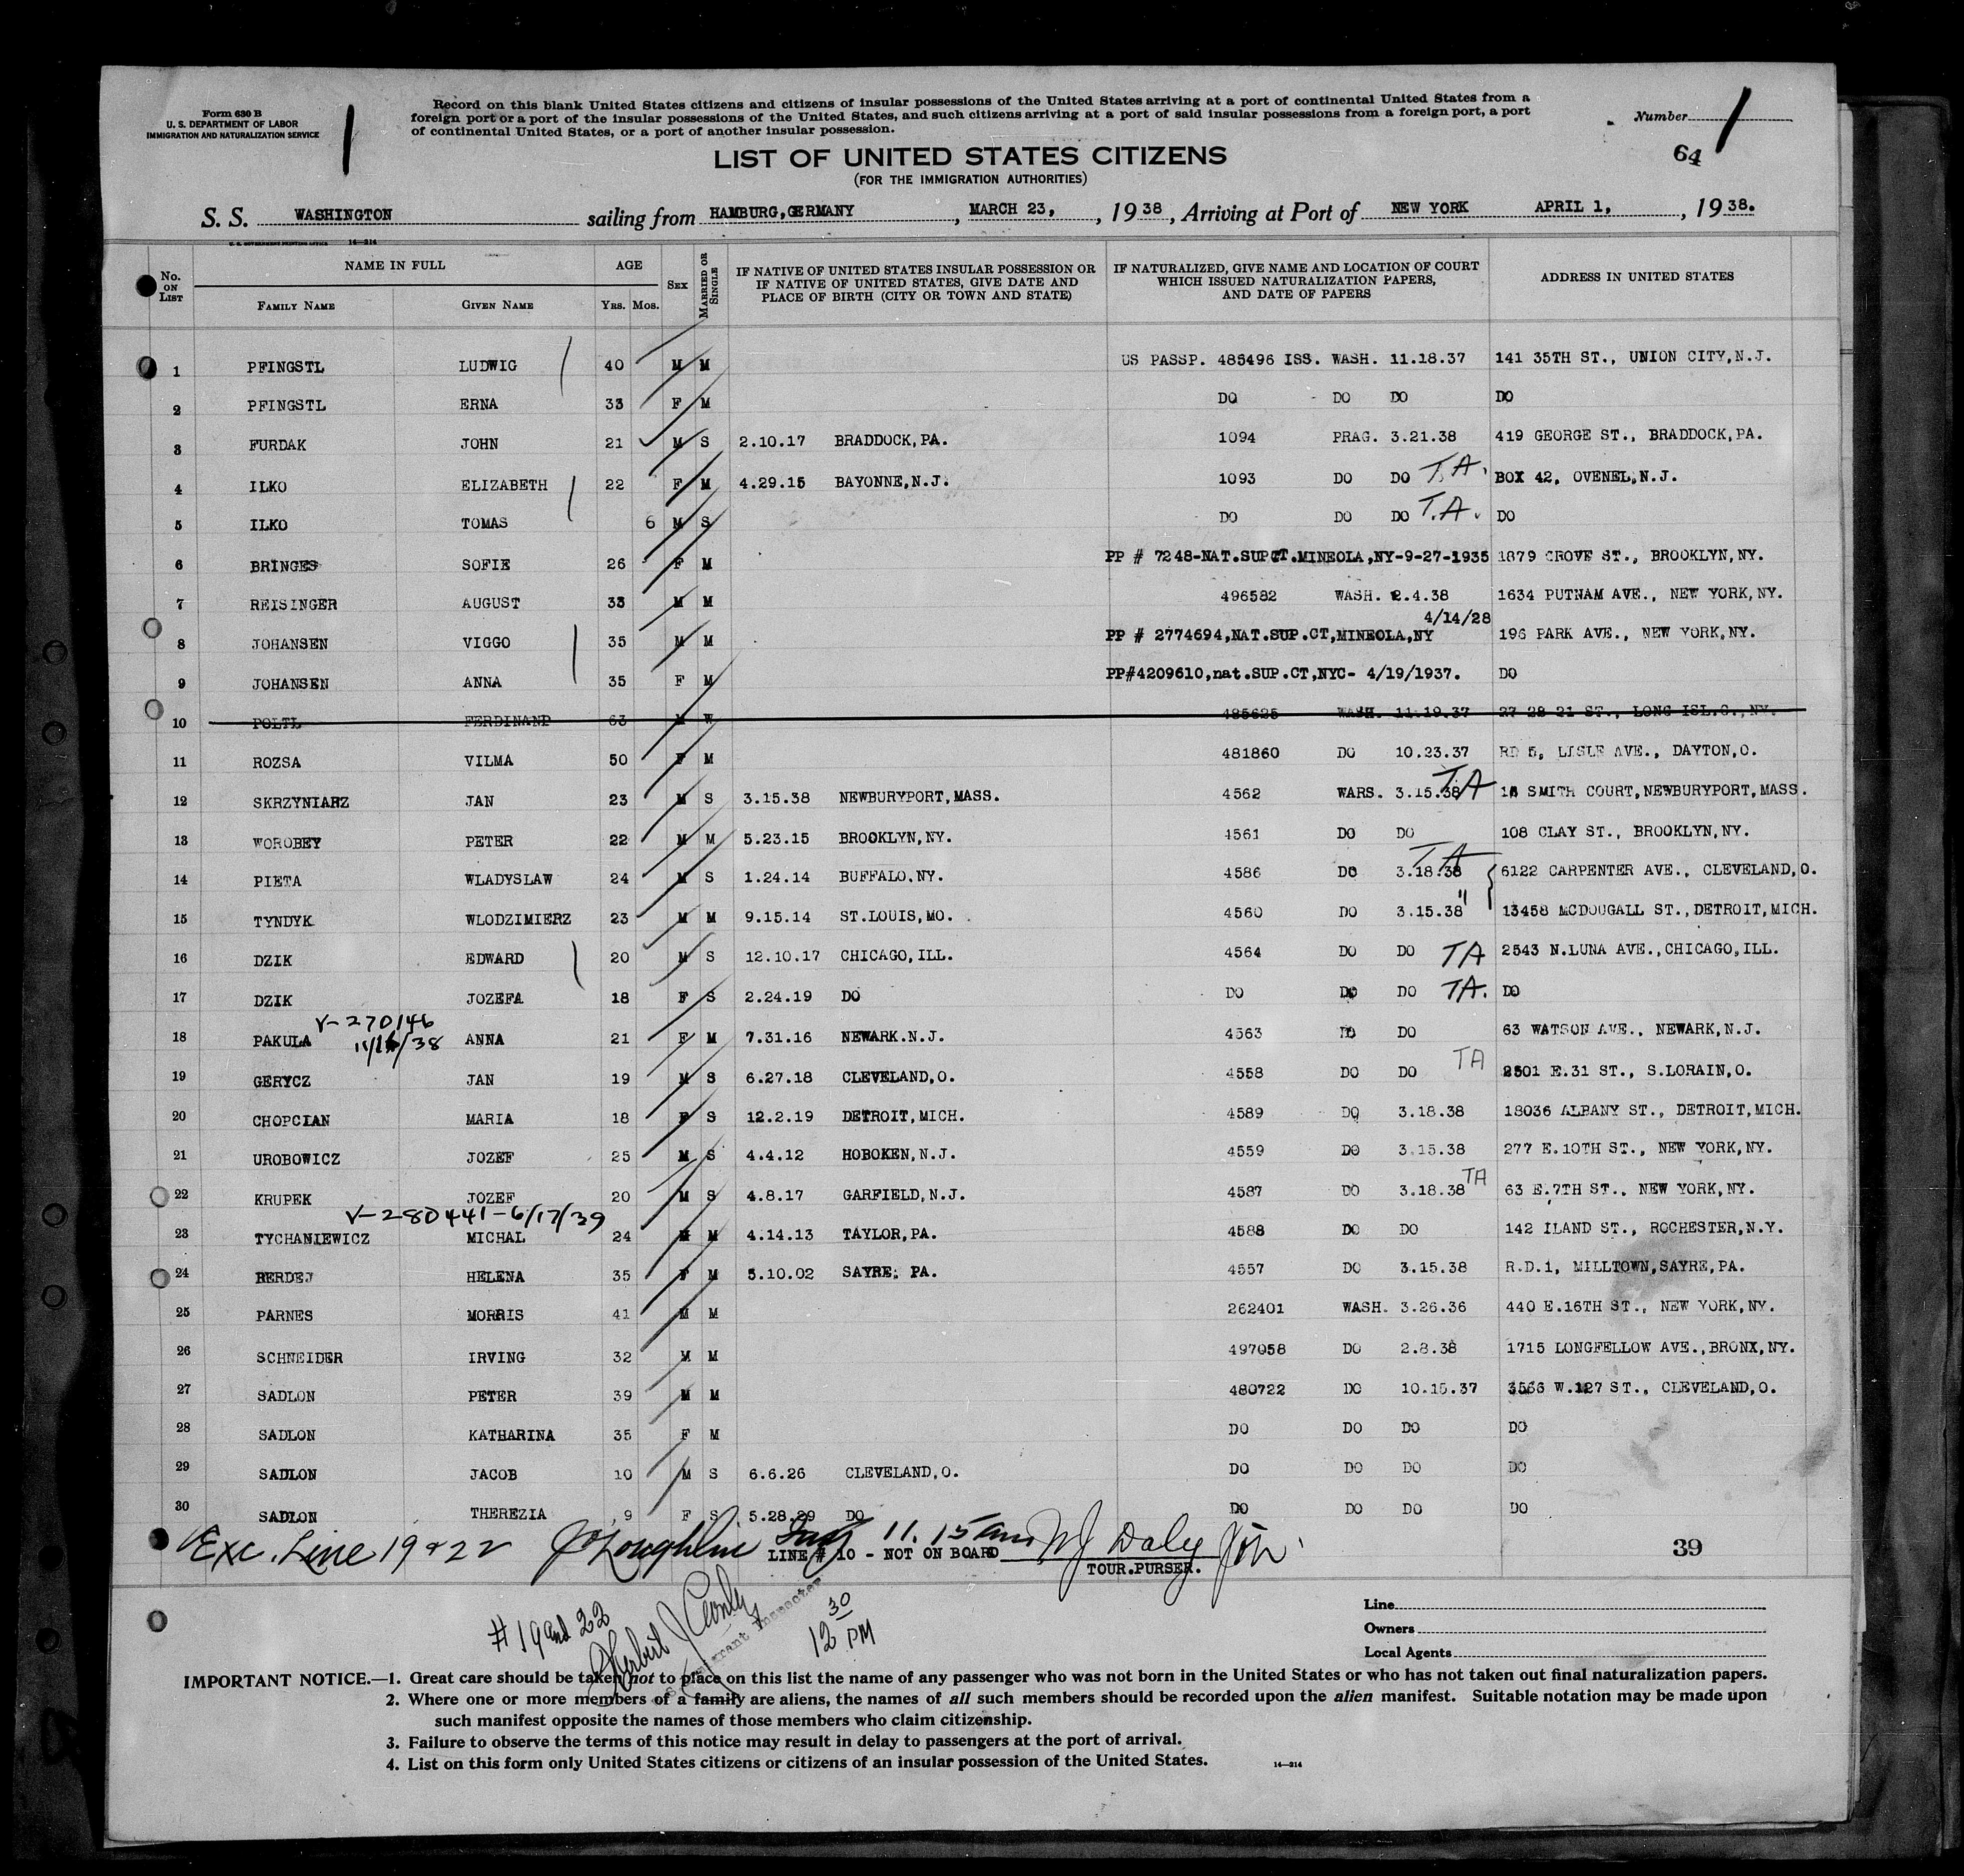 Form 630 B
U. S. DEPARTMENT OF LABOR
IMMIGRATION AND NATURALIZATION SERVICE
1
Record on this blank United States citizens and citizens of insular possessions of the United States arriving at a port of continental United States from a
foreign port or a port of the insular possessions of the United States, and such citizens arriving at a port of said insular possessions from a foreign port, a port
of continental United States, or a port of another insular possession.
Number 1
64
LIST OF UNITED STATES CITIZENS
(FOR THE IMMIGRATION AUTHORITIES)
S. S. WASHINGTON sailing from HAMBURG,GERMANY, MARCH 23, , 1938, Arriving at Port of NEW YORK APRIL 1, , 1938.
U. S. GOVERNMENT PRINTING OFFICE 14—214
No. ON LIST
NAME IN FULL
FAMILY NAME GIVEN NAME
AGE
YRS. MOS.
SEX
MARRIED OR SINGLE
IF NATIVE OF UNITED STATES INSULAR POSSESSION OR
IF NATIVE OF UNITED STATES, GIVE DATE AND
PLACE OF BIRTH (CITY OR TOWN AND STATE)
IF NATURALIZED, GIVE NAME AND LOCATION OF COURT
WHICH ISSUED NATURALIZATION PAPERS,
AND DATE OF PAPERS
ADDRESS IN UNITED STATES
1 PFINGSTL LUDWIG 40 M M US PASSP. 485496 ISS. WASH. 11.18.37 141 35TH ST., UNION CITY,N.J.
2 PFINGSTL ERNA 33 F M DO DO DO DO
3 FURDAK JOHN 21 M S 2.10.17 BRADDOCK,PA. 1094 PRAG. 3.21.38 419 GEORGE ST., BRADDOCK,PA.
4 ILKO ELIZABETH 22 F M 4.29.15 BAYONNE,N.J. 1093 DO DO T.A. BOX 42, OVENEL,N.J.
5 ILKO TOMAS 6 M S DO DO DO T.A. DO
6 BRINGES SOFIE 26 F M PP # 7248-NAT.SUPCT.MINEOLA,NY-9-27-1935 1879 GROVE ST., BROOKLYN,NY.
7 REISINGER AUGUST 33 M M 496582 WASH. 2.4.38 1634 PUTNAM AVE., NEW YORK,NY.
4/14/28
8 JOHANSEN VIGGO 35 M M PP # 2774694,NAT.SUP.CT,MINEOLA,NY 196 PARK AVE., NEW YORK,NY.
9 JOHANSEN ANNA 35 F M PP#4209610,nat.SUP.CT,NYC- 4/19/1937. DO
10 POLTL FERDINAND 63 M W 485625 WASH. 11.19.37 27 28 21 ST., LONG ISL.C.,NY.
11 ROZSA VILMA 50 F M 481860 DO 10.23.37 RD 5, LISLE AVE., DAYTON,O.
12 SKRZYNIARZ JAN 23 M S 3.15.38 NEWBURYPORT,MASS. 4562 WARS. 3.15.38 TA SMITH COURT,NEWBURYPORT,MASS.
13 WOROBEY PETER 22 M M 5.23.15 BROOKLYN,NY. 4561 DO DO 108 CLAY ST., BROOKLYN,NY.
14 PIETA WLADYSLAW 24 M S 1.24.14 BUFFALO.NY. 4586 DO 3.18.38 TA 6122 CARPENTER AVE., CLEVELAND,O.
15 TYNDYK WLODZIMIERZ 23 M M 9.15.14 ST.LOUIS,MO. 4560 DO 3.15.38 " 13458 MCDOUGALL ST.,DETROIT,MICH.
16 DZIK EDWARD 20 M S 12.10.17 CHICAGO,ILL. 4564 DO DO TA 2543 N.LUNA AVE.,CHICAGO,ILL.
17 DZIK JOZEFA 18 F S 2.24.19 DO DO DO DO TA. DO
V-270146
18 PAKULA 11/16/38 ANNA 21 F M 7.31.16 NEWARK.N.J. 4563 DO DO 63 WATSON AVE., NEWARK,N.J.
19 GERYCZ JAN 19 M S 6.27.18 CLEVELAND,O. 4558 DO DO TA 2501 E.31 ST., S.LORAIN,O.
20 CHOPCIAN MARIA 18 F S 12.2.19 DETROIT,MICH. 4589 DO 3.18.38 18036 ALBANY ST., DETROIT,MICH.
21 UROBOWICZ JOZEF 25 M S 4.4.12 HOBOKEN,N.J. 4559 DO 3.15.38 277 E.10TH ST., NEW YORK,NY.
22 KRUPEK JOZEF 20 M S 4.8.17 GARFIELD,N.J. 4587 DO 3.18.38 TA 63 E.7TH ST., NEW YORK,NY.
V-280441-6/17/39
23 TYCHANIEWICZ MICHAL 24 M M 4.14.13 TAYLOR,PA. 4588 DO DO 142 ILAND ST., ROCHESTER,N.Y.
24 BERDEJ HELENA 35 F M 5.10.02 SAYRE, PA. 4557 DO 3.15.38 R.D.1, MILLTOWN,SAYRE,PA.
25 PARNES MORRIS 41 M M 262401 WASH. 3.26.36 440 E.16TH ST., NEW YORK,NY.
26 SCHNEIDER IRVING 32 M M 497058 DO 2.8.38 1715 LONGFELLOW AVE.,BRONX,NY.
27 SADLON PETER 39 M M 480722 DO 10.15.37 3566 W.127 ST., CLEVELAND,O.
28 SADLON KATHARINA 35 F M DO DO DO DO
29 SADLON JACOB 10 M S 6.6.26 CLEVELAND,O. DO DO DO DO
30 SADLON THEREZIA 9 F S 5.28.29 DO DO DO DO DO
Exc. Line 19 & 22 J O'Loughlin Insp 11.15am W J Daly
LINE # 10 - NOT ON BOARD
TOUR.PURSER.
39
#19 and 22
Herbert J
Immigrant Inspector
12 30 PM
Line
Owners
Local Agents
IMPORTANT NOTICE.—1. Great care should be taken not to place on this list the name of any passenger who was not born in the United States or who has not taken out final naturalization papers.
2. Where one or more members of a family are aliens, the names of all such members should be recorded upon the alien manifest. Suitable notation may be made upon
such manifest opposite the names of those members who claim citizenship.
3. Failure to observe the terms of this notice may result in delay to passengers at the port of arrival.
4. List on this form only United States citizens or citizens of an insular possession of the United States. 14—214